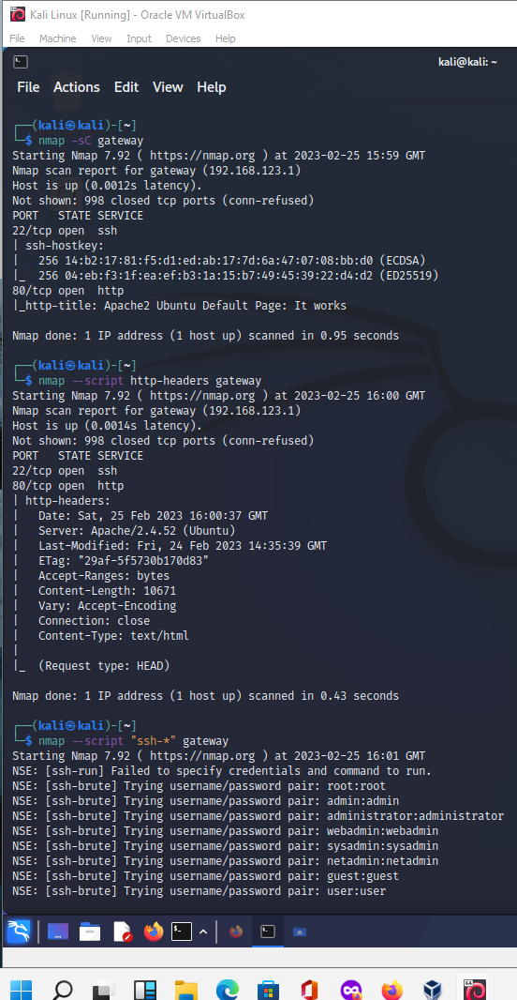 Kali Linux [Running] - Oracle VM VirtualBox
File Machine View Input Devices Help
kali@kali: ~
File Actions Edit View Help
┌──(kali㉿kali)-[~]
└─$ nmap -sC gateway
Starting Nmap 7.92 ( https://nmap.org ) at 2023-02-25 15:59 GMT
Nmap scan report for gateway (192.168.123.1)
Host is up (0.0012s latency).
Not shown: 998 closed tcp ports (conn-refused)
PORT   STATE SERVICE
22/tcp open  ssh
| ssh-hostkey:
|   256 14:b2:17:81:f5:d1:ed:ab:17:7d:6a:47:07:08:bb:d0 (ECDSA)
|_  256 04:eb:f3:1f:ea:ef:b3:1a:15:b7:49:45:39:22:d4:d2 (ED25519)
80/tcp open  http
|_http-title: Apache2 Ubuntu Default Page: It works
Nmap done: 1 IP address (1 host up) scanned in 0.95 seconds
┌──(kali㉿kali)-[~]
└─$ nmap --script http-headers gateway
Starting Nmap 7.92 ( https://nmap.org ) at 2023-02-25 16:00 GMT
Nmap scan report for gateway (192.168.123.1)
Host is up (0.0014s latency).
Not shown: 998 closed tcp ports (conn-refused)
PORT   STATE SERVICE
22/tcp open  ssh
80/tcp open  http
| http-headers:
|   Date: Sat, 25 Feb 2023 16:00:37 GMT
|   Server: Apache/2.4.52 (Ubuntu)
|   Last-Modified: Fri, 24 Feb 2023 14:35:39 GMT
|   ETag: "29af-5f5730b170d83"
|   Accept-Ranges: bytes
|   Content-Length: 10671
|   Vary: Accept-Encoding
|   Connection: close
|   Content-Type: text/html
|
|_  (Request type: HEAD)
Nmap done: 1 IP address (1 host up) scanned in 0.43 seconds
┌──(kali㉿kali)-[~]
└─$ nmap --script "ssh-*" gateway
Starting Nmap 7.92 ( https://nmap.org ) at 2023-02-25 16:01 GMT
NSE: [ssh-run] Failed to specify credentials and command to run.
NSE: [ssh-brute] Trying username/password pair: root:root
NSE: [ssh-brute] Trying username/password pair: admin:admin
NSE: [ssh-brute] Trying username/password pair: administrator:administrator
NSE: [ssh-brute] Trying username/password pair: webadmin:webadmin
NSE: [ssh-brute] Trying username/password pair: sysadmin:sysadmin
NSE: [ssh-brute] Trying username/password pair: netadmin:netadmin
NSE: [ssh-brute] Trying username/password pair: guest:guest
NSE: [ssh-brute] Trying username/password pair: user:user